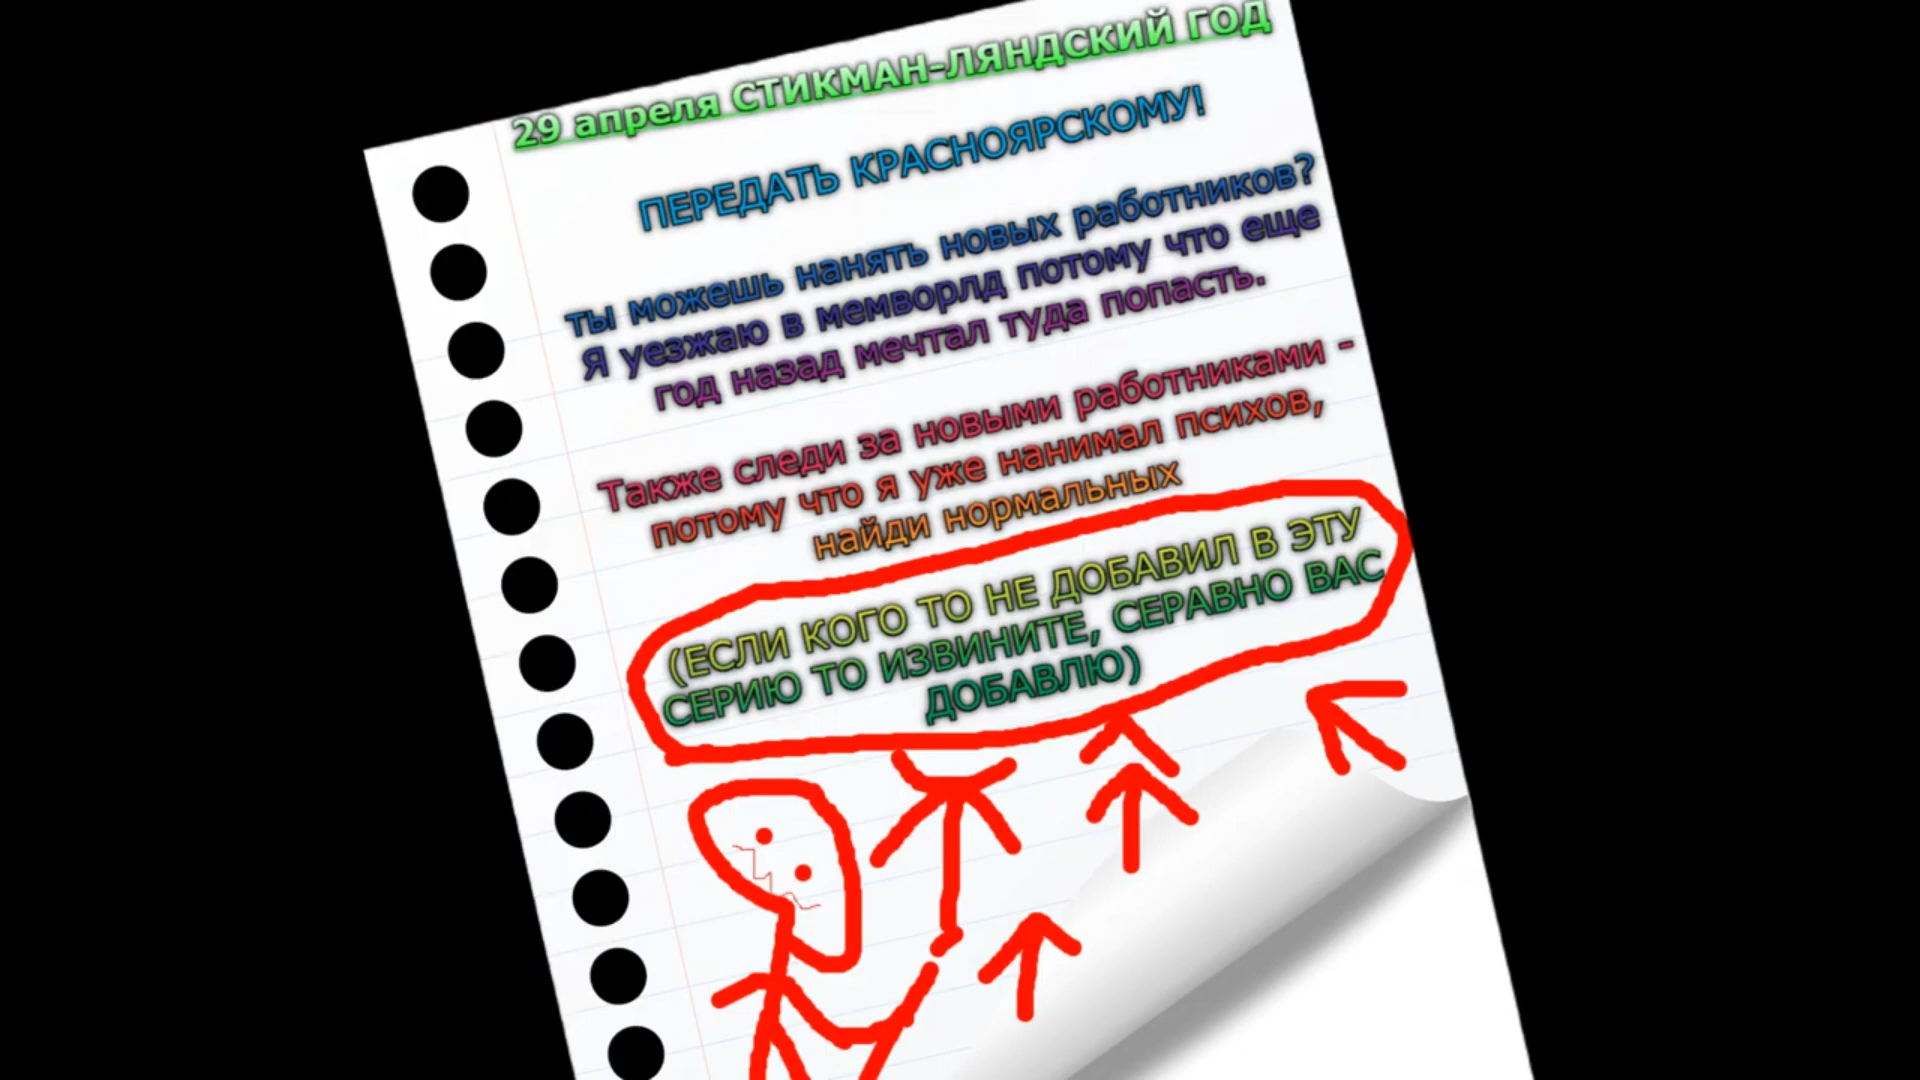 29 апреля СТИКМАН-ЛЯНДСКИЙ ГОД
ПЕРЕДАТЬ КРАСНОЯРСКОМУ!
ты можешь нанять новых работников?
Я уезжаю в мемворлд потому что еще
год назад мечтал туда попасть.
Также следи за новыми работниками -
потому что я уже нанимал психов,
найди нормальных
(ЕСЛИ КОГО ТО НЕ ДОБАВИЛ В ЭТУ
СЕРИЮ ТО ИЗВИНИТЕ, СЕРАВНО ВАС
ДОБАВЛЮ)